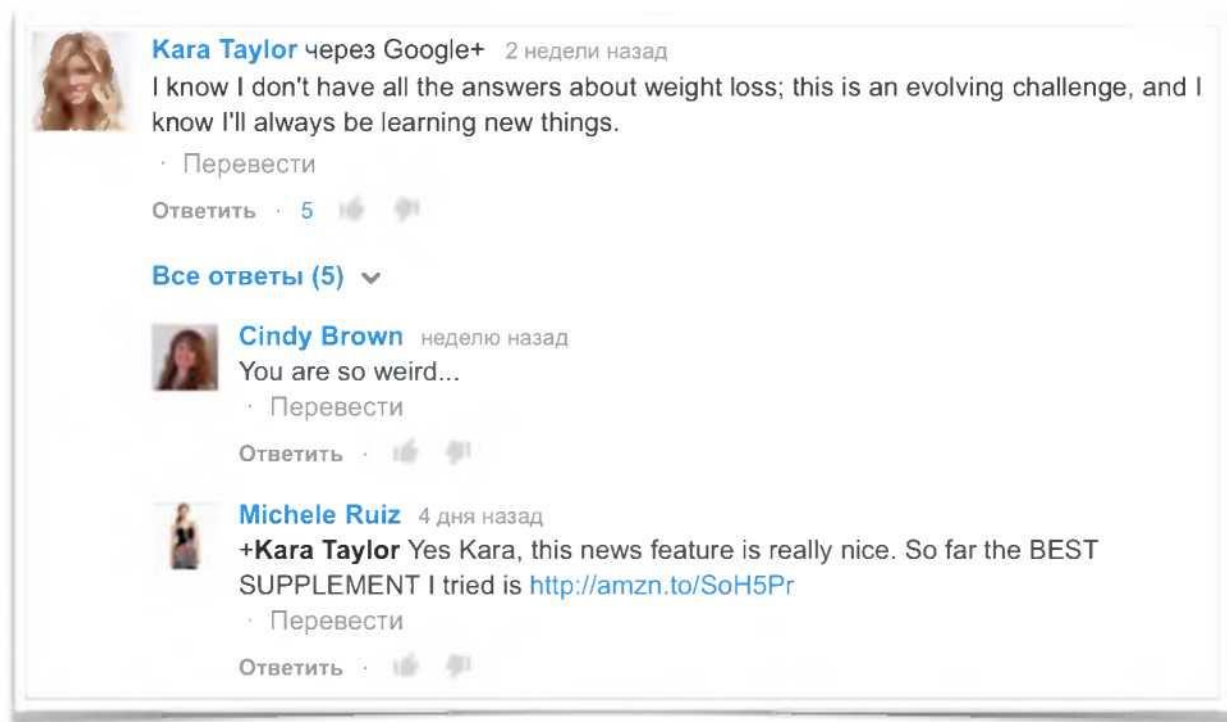 Kara Taylor через Google+ 2 недели назад
I know I don't have all the answers about weight loss; this is an evolving challenge, and I
know I'll always be learning new things.
· Перевести
Ответить · 5
Все ответы (5)
Cindy Brown неделю назад
You are so weird...
· Перевести
Ответить ·
Michele Ruiz 4 дня назад
+Kara Taylor Yes Kara, this news feature is really nice. So far the BEST
SUPPLEMENT I tried is http://amzn.to/SoH5Pr
· Перевести
Ответить ·